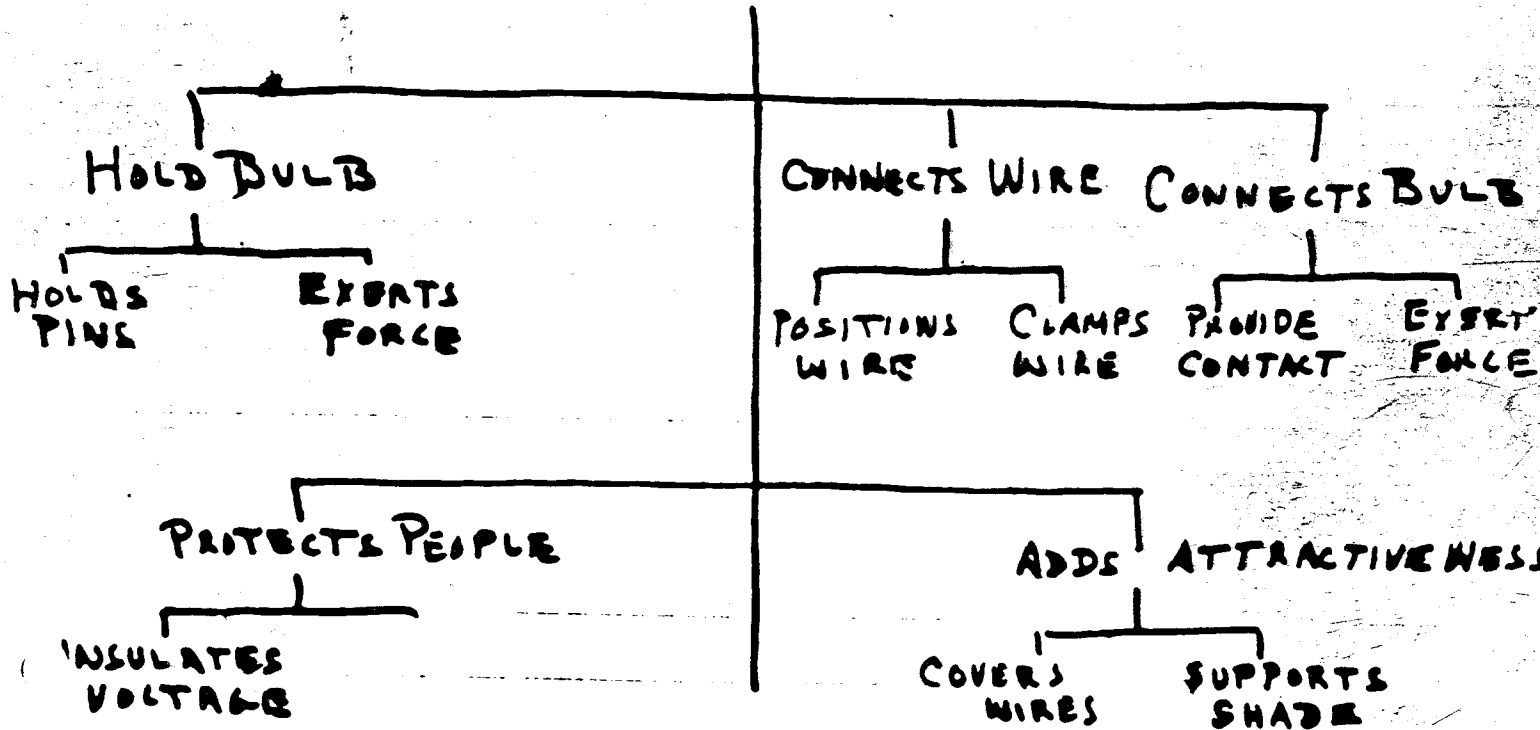 HOLD BULB
CONNECTS WIRE
CONNECTS BULB
HOLDS
PINS
EXERTS
FORCE
POSITIONS
WIRE
CLAMPS
WIRE
PROVIDE
CONTACT
EXERT
FORCE
PROTECTS PEOPLE
ADDS ATTRACTIVENESS
INSULATES
VOLTAGE
COVERS
WIRES
SUPPORTS
SHADE